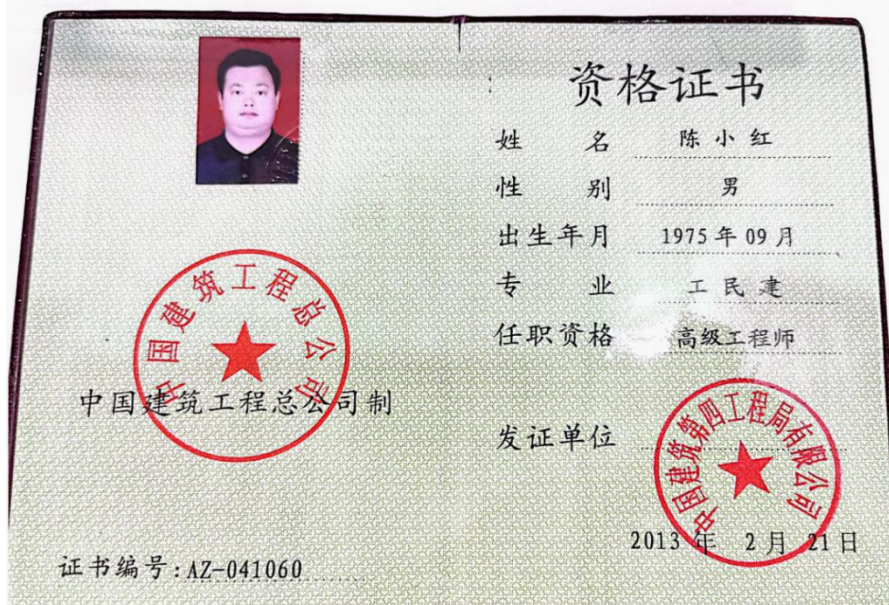 中国建筑工程总公司
中国建筑工程总公司制
证书编号:AZ-041060
资格证书
姓 名 陈小红
性 别 男
出生年月 1975年09月
专 业 工民建
任职资格 高级工程师
发证单位
中国建筑第四工程局有限公司
2013年 2月 21日